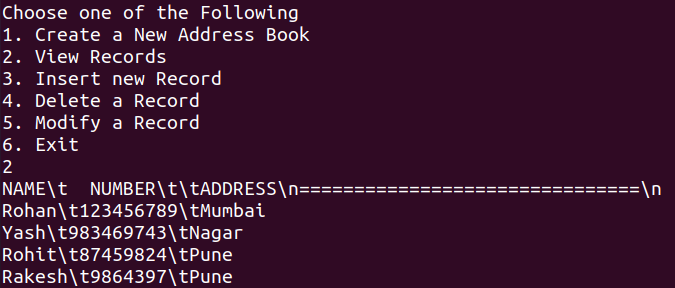 Choose one of the Following
1. Create a New Address Book
2. View Records
3. Insert new Record
4. Delete a Record
5. Modify a Record
6. Exit
2
NAME\t  NUMBER\t\tADDRESS\n===============================\n
Rohan\t123456789\tMumbai
Yash\t983469743\tNagar
Rohit\t87459824\tPune
Rakesh\t9864397\tPune